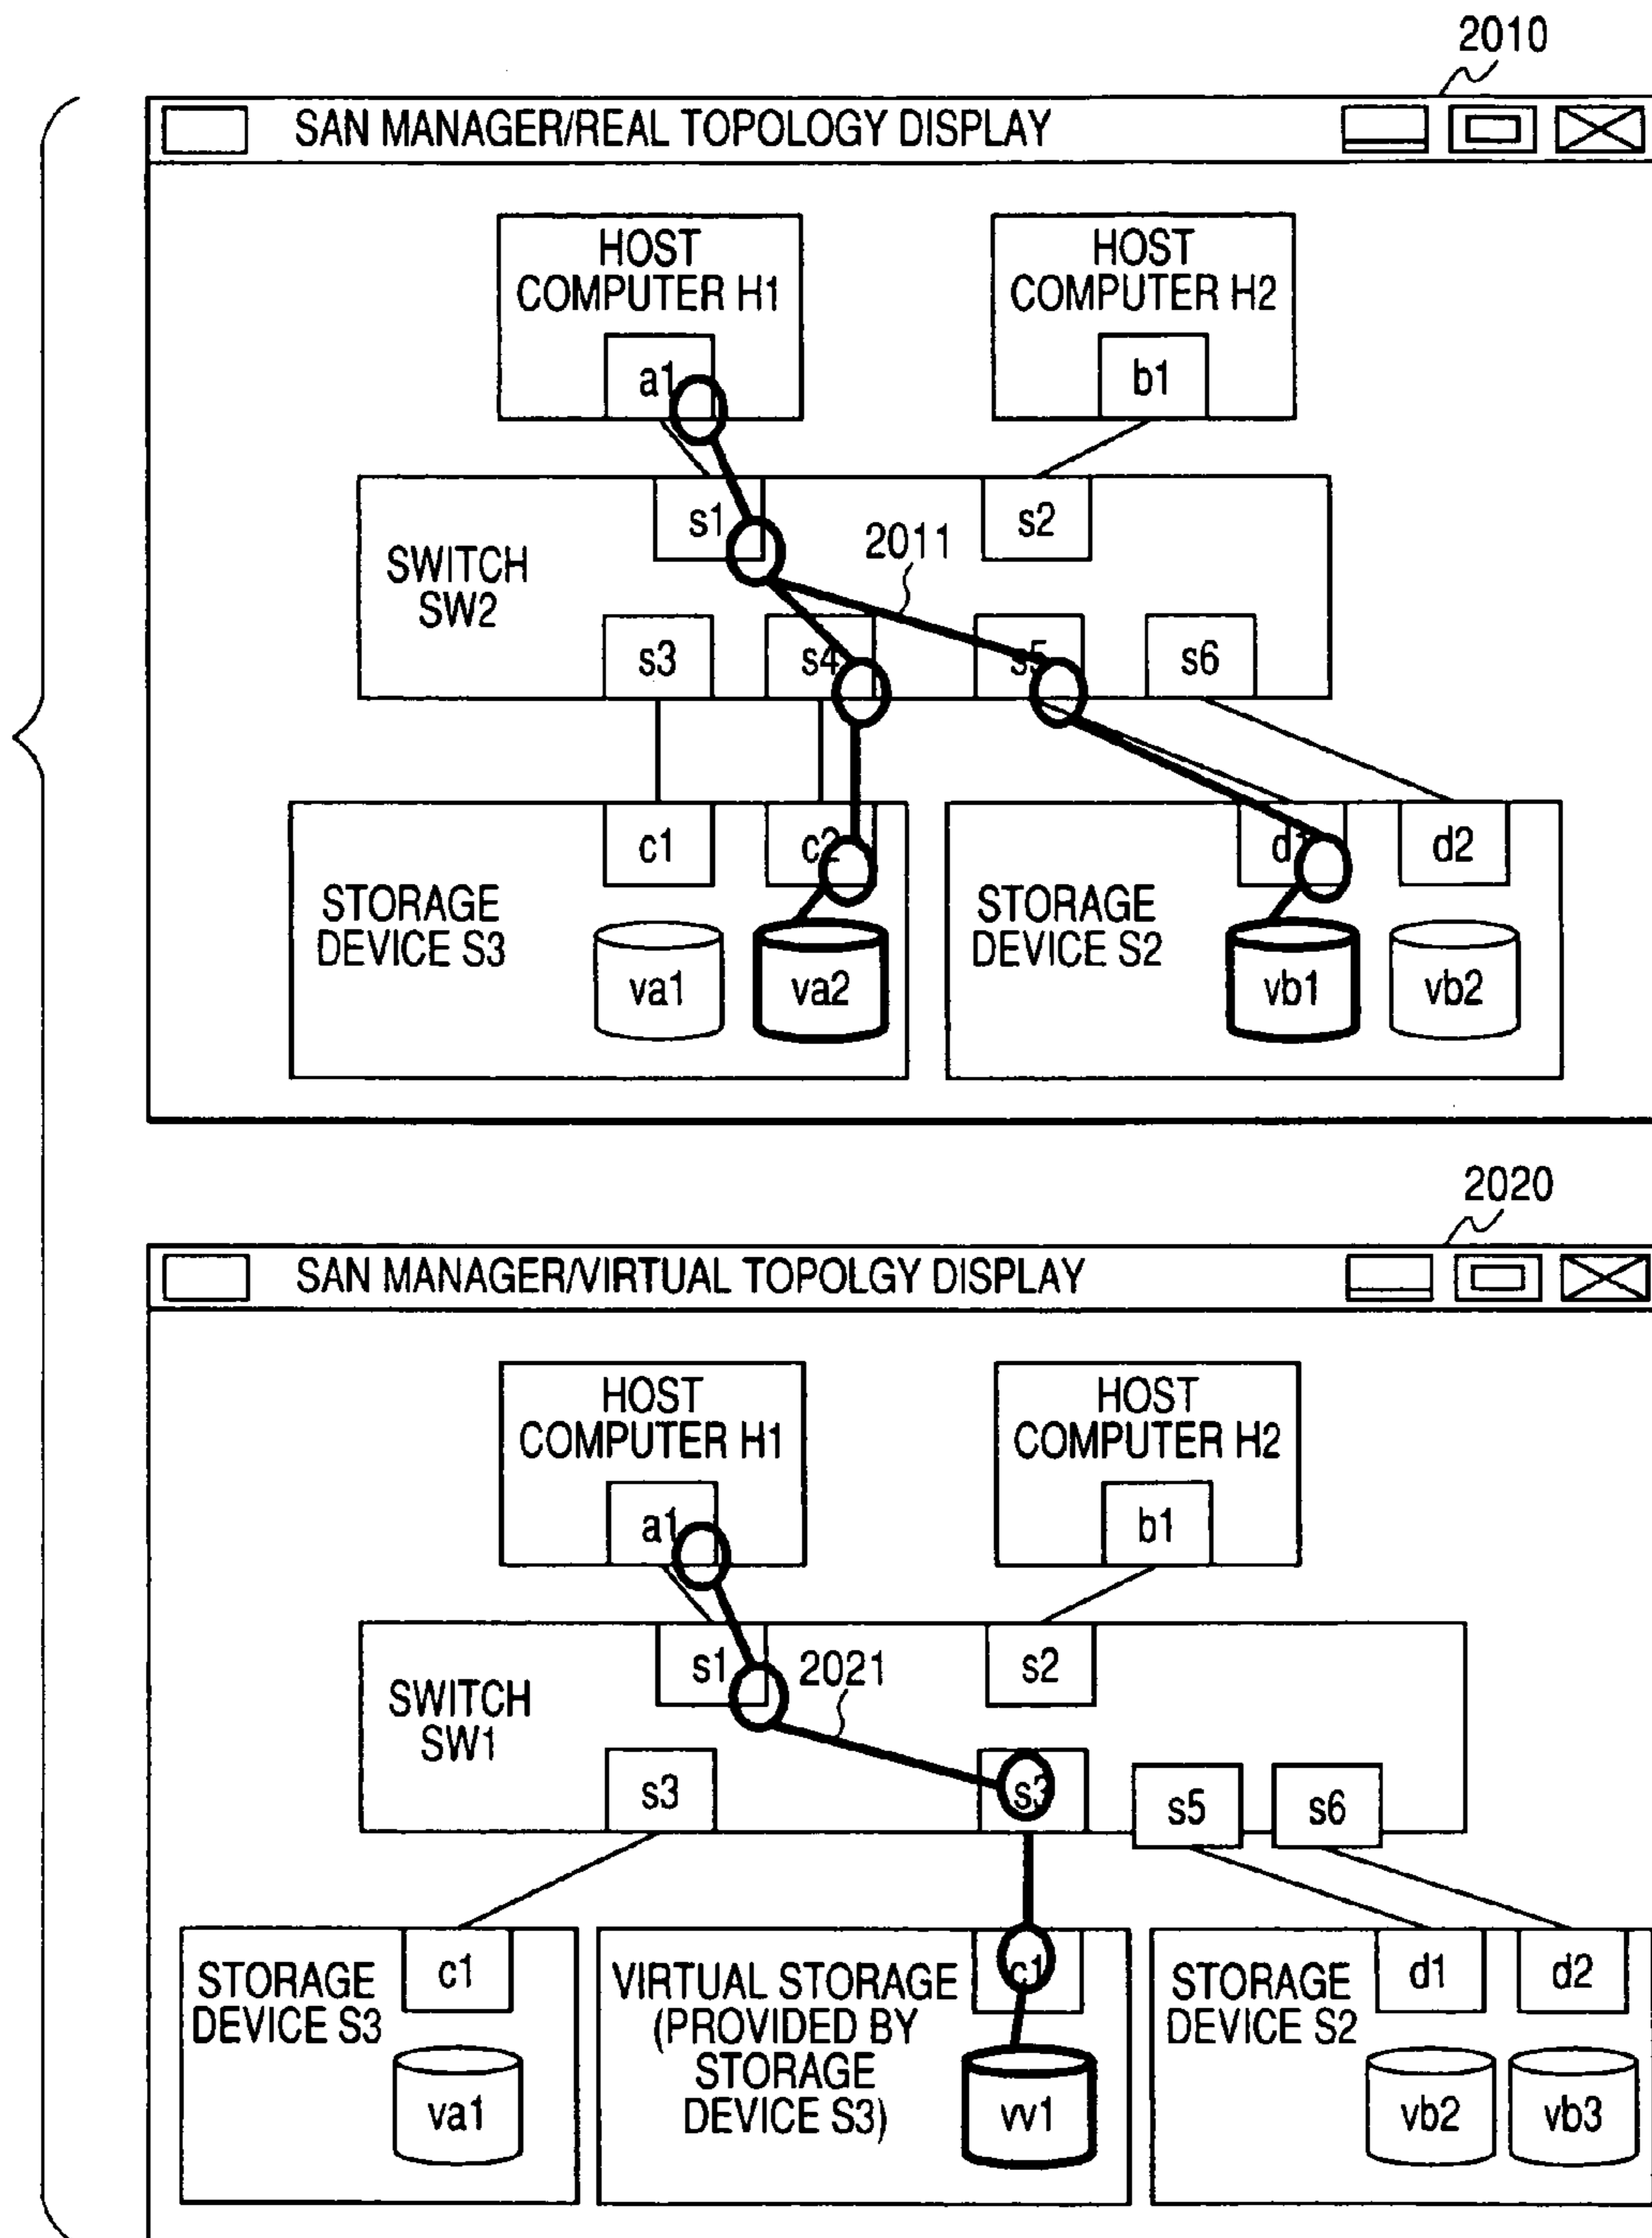 2010
SAN MANAGER/REAL TOPOLOGY DISPLAY
HOST
COMPUTER H1
a1
HOST
COMPUTER H2
b1
s1
s2
2011
SWITCH
SW2
s3
s4
s5
s6
c1
c2
d1
d2
STORAGE
DEVICE S3
va1
va2
STORAGE
DEVICE S2
vb1
vb2
2020
SAN MANAGER/VIRTUAL TOPOLGY DISPLAY
HOST
COMPUTER H1
a1
HOST
COMPUTER H2
b1
s1
s2
2021
SWITCH
SW1
s3
s3
s5
s6
STORAGE
DEVICE S3
c1
va1
VIRTUAL STORAGE
(PROVIDED BY
STORAGE
DEVICE S3)
c1
vv1
STORAGE
DEVICE S2
d1
d2
vb2
vb3